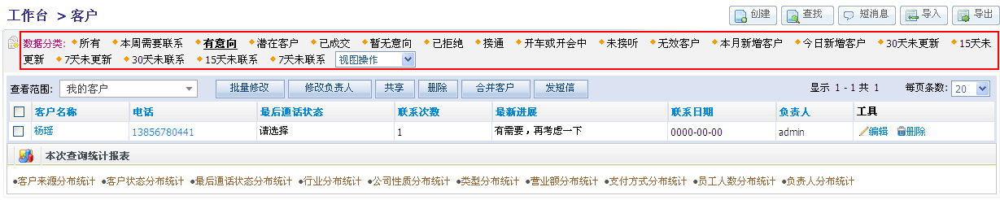 工作台 > 客户 创建 查找 短消息 导入 导出
数据分类: 所有 本周需要联系 有意向 潜在客户 已成交 暂无意向 已拒绝 接通 开车或开会中 未接听 无效客户 本月新增客户 今日新增客户 30天未更新 15天未
更新 7天未更新 30天未联系 15天未联系 7天未联系 视图操作
查看范围: 我的客户 批量修改 修改负责人 共享 删除 合并客户 发短信 显示 1 - 1 共 1 每页条数: 20
客户名称 电话 最后通话状态 联系次数 最新进展 联系日期 负责人 工具
杨瑶 13856780441 请选择 1 有需要，再考虑一下 0000-00-00 admin 编辑 删除
本次查询统计报表
●客户来源分布统计 ●客户状态分布统计 ●最后通话状态分布统计 ●行业分布统计 ●公司性质分布统计 ●类型分布统计 ●营业额分布统计 ●支付方式分布统计 ●员工人数分布统计 ●负责人分布统计